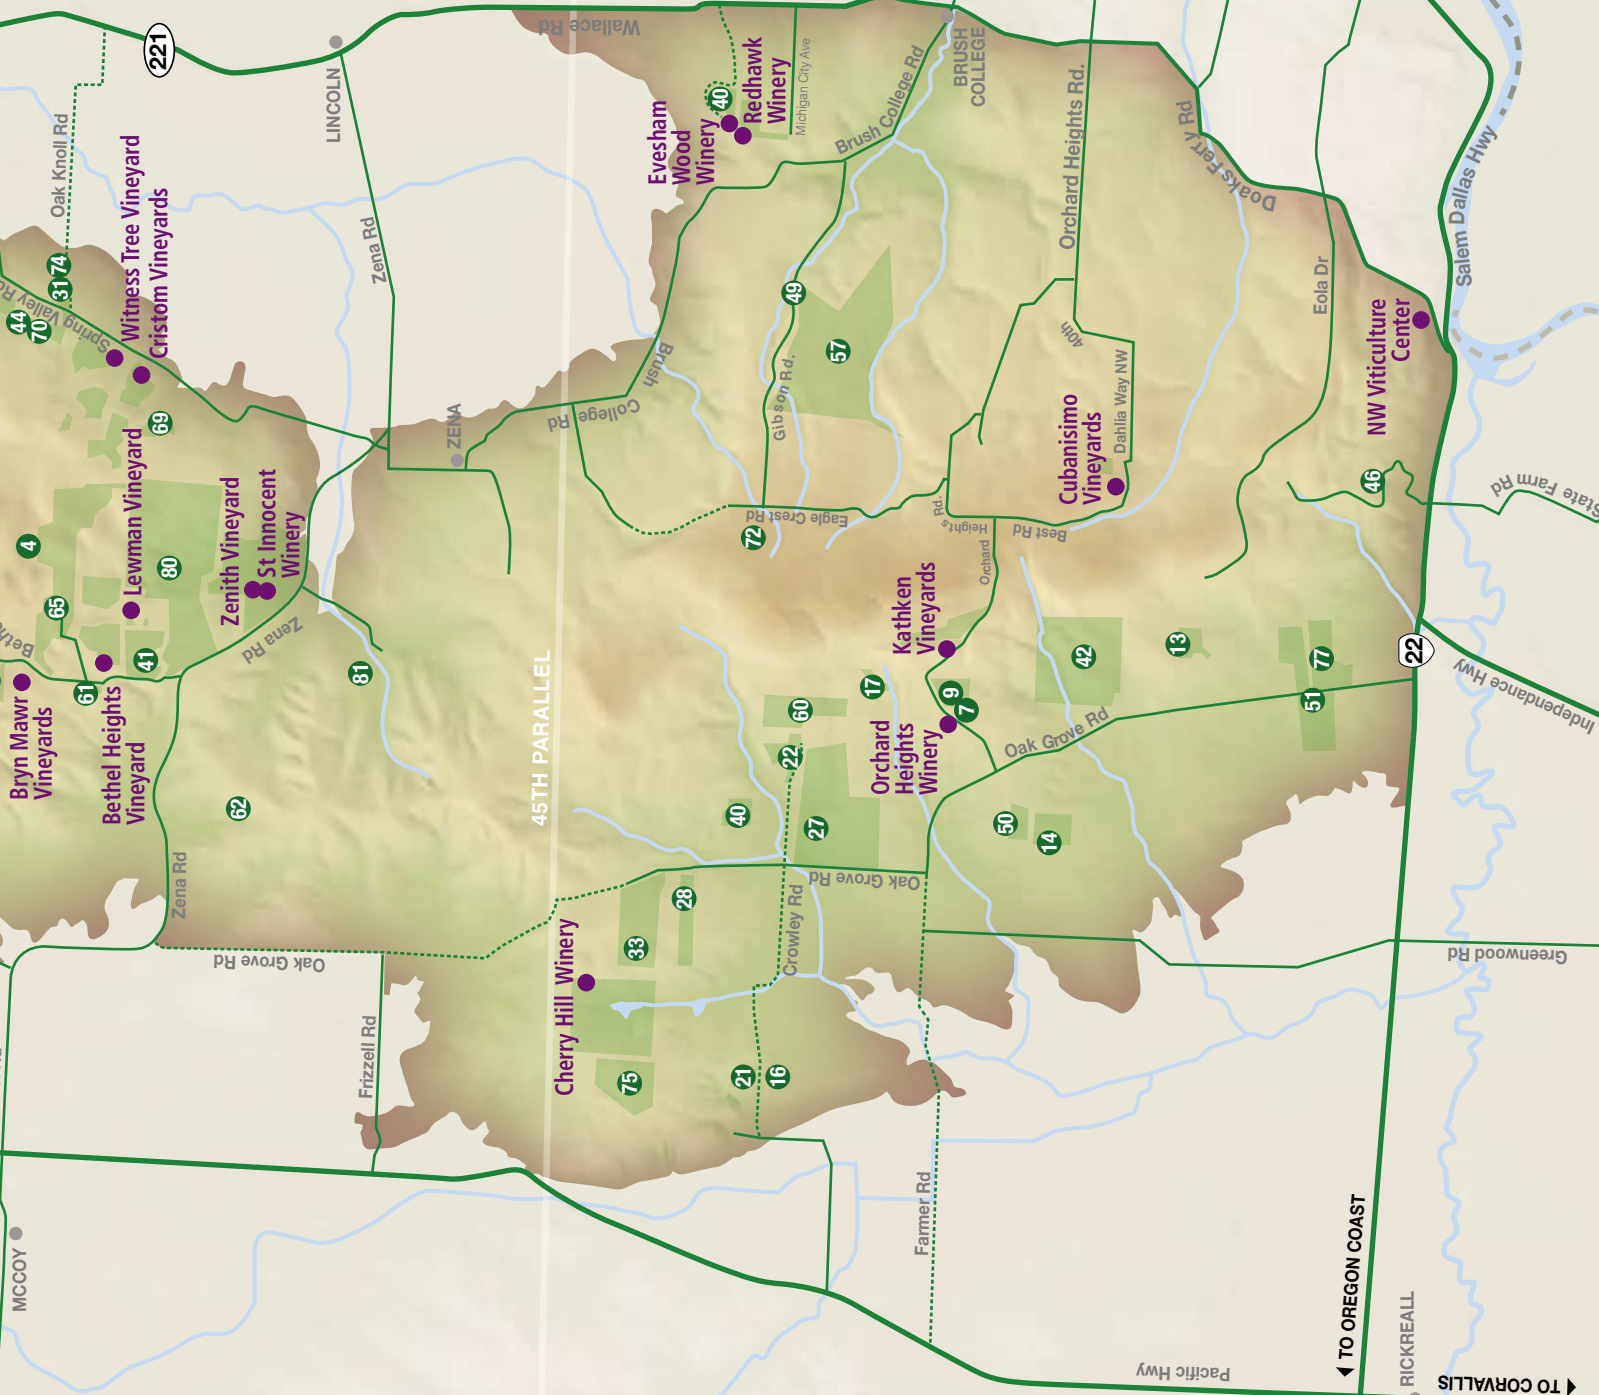 221
Wallace Rd
LINCOLN
Oak Knoll Rd
Zena Rd
Witness Tree Vineyard
Cristom Vineyards
31
74
44
70
Spring Valley Rd
69
Evesham
Wood
Winery
40
Redhawk
Winery
Michigan City Ave
Brush College Rd
BRUSH
COLLEGE
Orchard Heights Rd.
Doaks Ferry Rd
Salem Dallas Hwy
Eola Dr
NW Viticulture
Center
ZENA
Brush
College Rd
49
Gibson Rd.
57
40th
Dahlia Way NW
Cubanisimo
Vineyards
46
State Farm Rd
4
Lewman Vineyard
80
65
Zenith Vineyard
St Innocent
Winery
Zena Rd
41
61
Bryn Mawr
Vineyards
Bethel Heights
Vineyard
81
62
Zena Rd
45TH PARALLEL
72
Eagle Crest Rd
Orchard
Heights
Rd.
Best Rd
Kathken
Vineyards
17
9
7
Orchard
Heights
Winery
60
22
40
27
42
13
77
51
22
Independance Hwy
Oak Grove Rd
50
14
Oak Grove Rd
28
33
Cherry Hill Winery
Crowley Rd
Oak Grove Rd
Frizzell Rd
75
21
16
Greenwood Rd
Farmer Rd
MCCOY
Pacific Hwy
TO OREGON COAST
RICKREALL
TO CORVALLIS